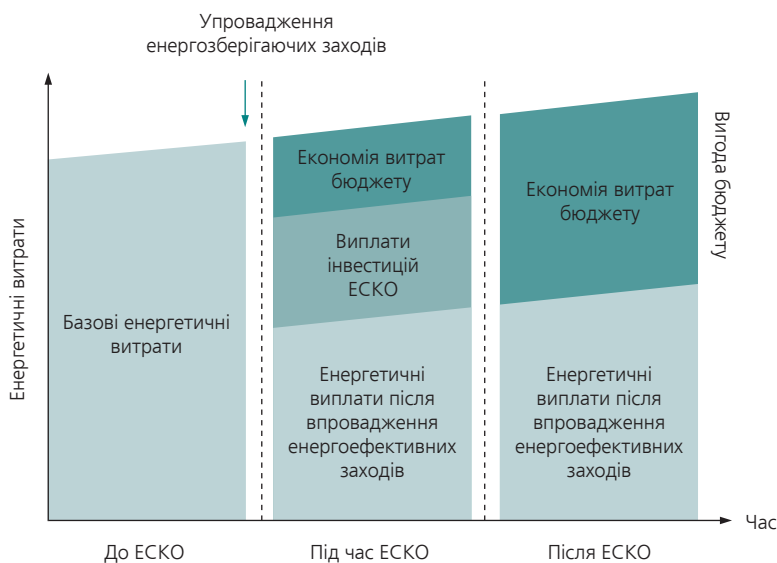 Упровадження
енергозберігаючих заходів
Енергетичні витрати
Базові енергетичні
витрати
Економія витрат
бюджету
Виплати
інвестицій
ЕСКО
Енергетичні
виплати після
впровадження
енергоефективних
заходів
Економія витрат
бюджету
Енергетичні
виплати після
впровадження
енергоефективних
заходів
Вигода бюджету
Час
До ЕСКО
Під час ЕСКО
Після ЕСКО